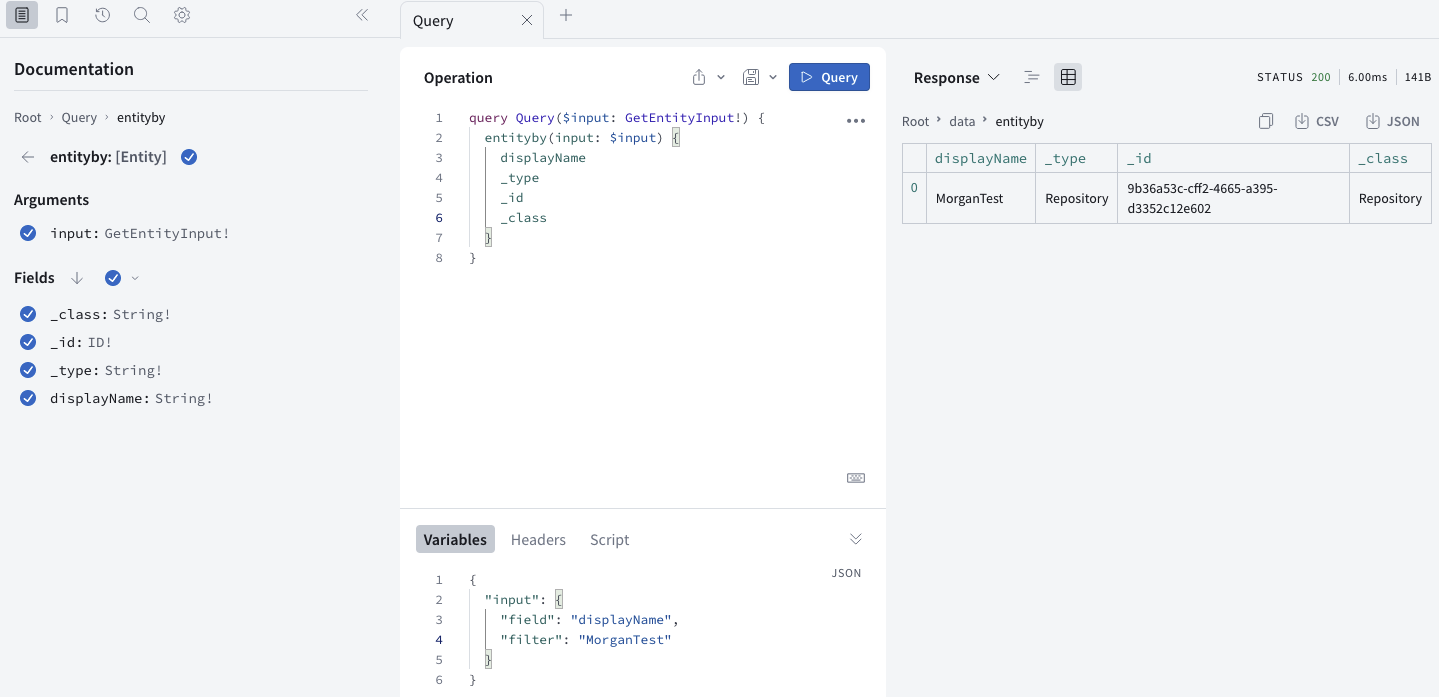 Documentation
Root › Query › entityby
entityby: [Entity]
Arguments
input: GetEntityInput!
Fields
_class: String!
_id: ID!
_type: String!
displayName: String!
Query
Operation
Query
1 query Query($input: GetEntityInput!) {
2 entityby(input: $input) {
3 displayName
4 _type
5 _id
6 _class
7 }
8 }
Variables Headers Script
JSON
1 {
2 "input": {
3 "field": "displayName",
4 "filter": "MorganTest"
5 }
6 }
Response
STATUS 200 6.00ms 141B
Root › data › entityby
CSV JSON
displayName _type _id _class
0 MorganTest Repository 9b36a53c-cff2-4665-a395-
d3352c12e602 Repository